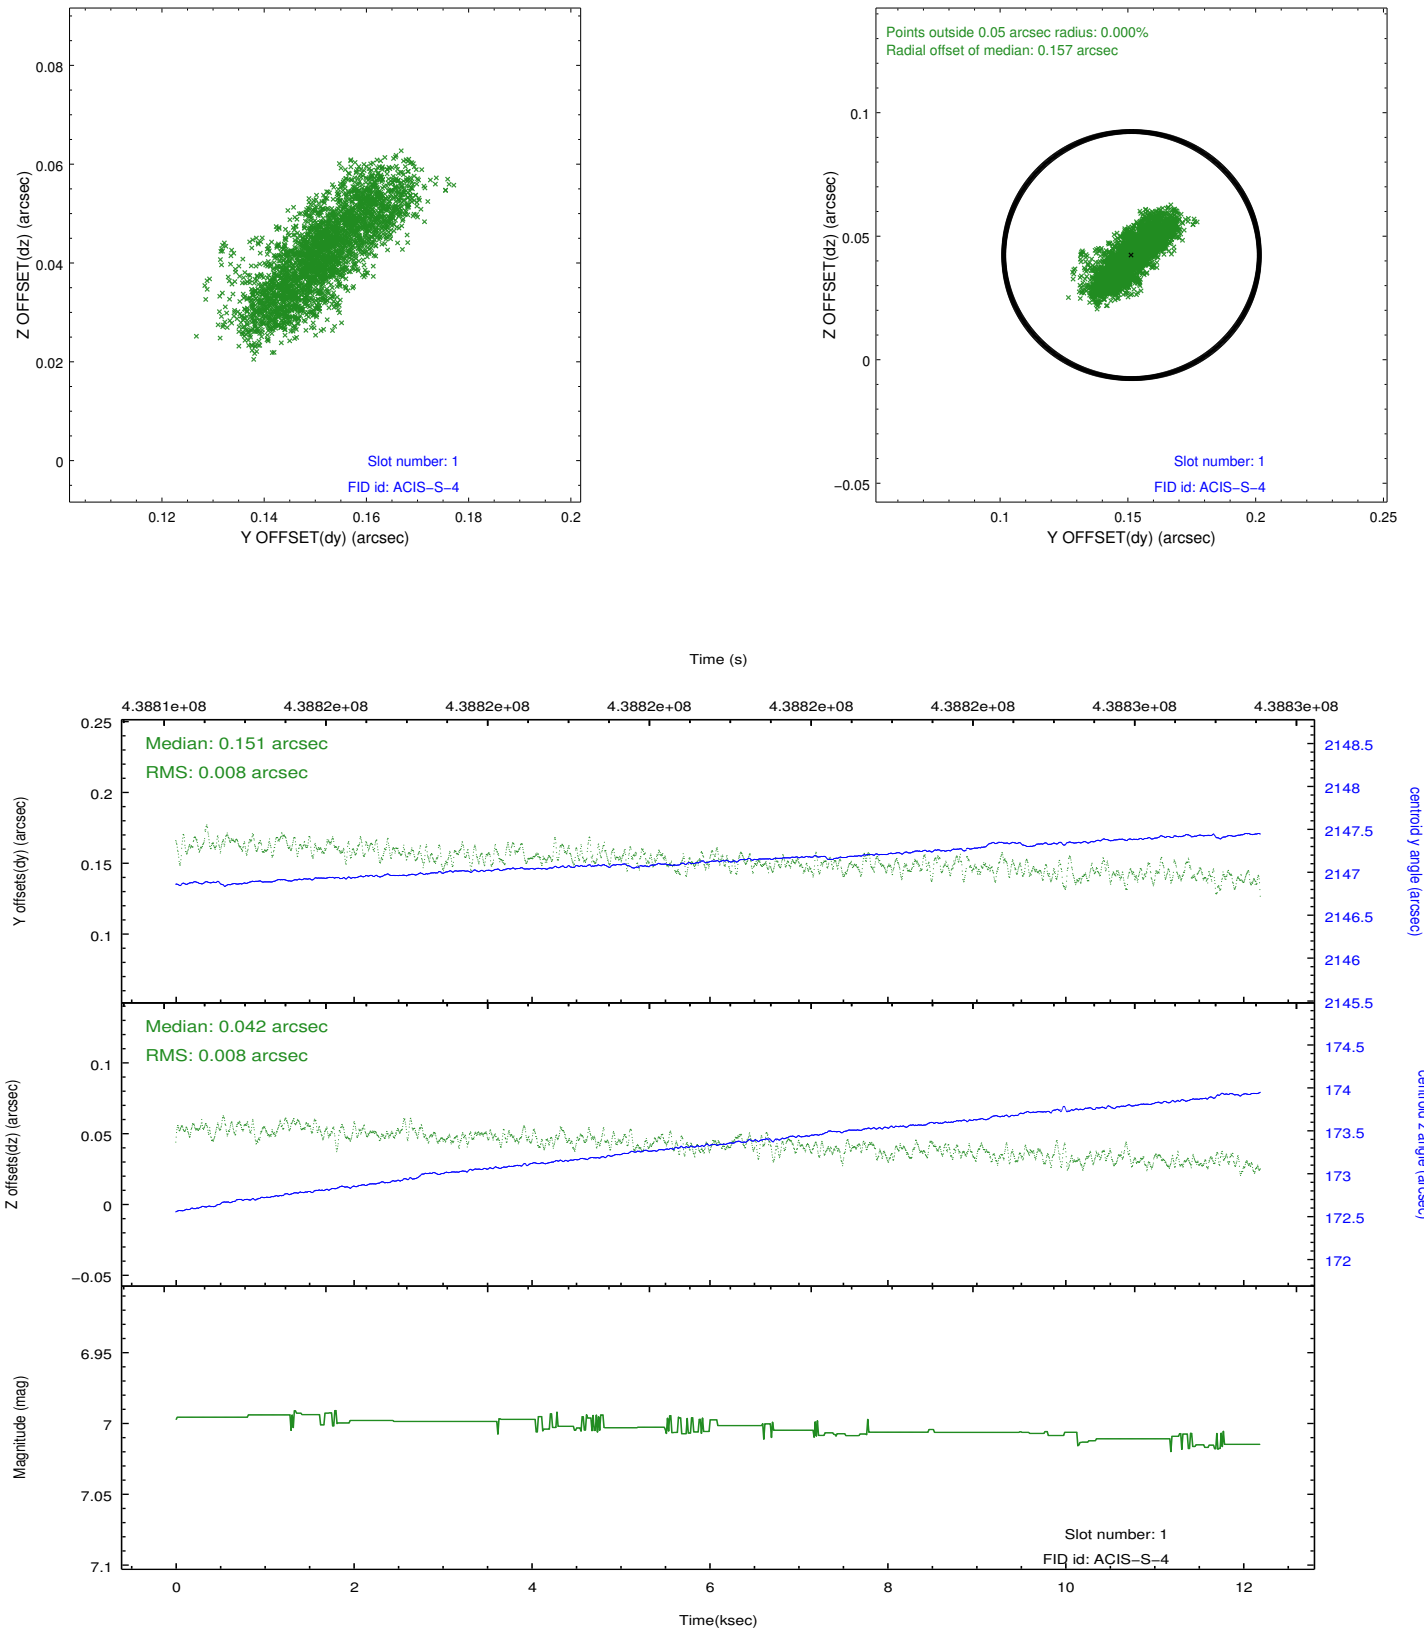 0.08
0.06
0.04
0.02
0
Z OFFSET(dz) (arcsec)
Slot number: 1
FID id: ACIS-S-4
0.12 0.14 0.16 0.18 0.2
Y OFFSET(dy) (arcsec)
Points outside 0.05 arcsec radius: 0.000%
Radial offset of median: 0.157 arcsec
0.1
0.05
0
−0.05
Z OFFSET(dz) (arcsec)
Slot number: 1
FID id: ACIS-S-4
0.1 0.15 0.2 0.25
Y OFFSET(dy) (arcsec)
Time (s)
4.3881e+08 4.3882e+08 4.3882e+08 4.3882e+08 4.3882e+08 4.3882e+08 4.3883e+08 4.3883e+08
0.25
0.2
0.15
0.1
Y offsets(dy) (arcsec)
Median: 0.151 arcsec
RMS: 0.008 arcsec
2148.5
2148
2147.5
2147
2146.5
2146
2145.5
centroid y angle (arcsec)
0.1
0.05
0
−0.05
Z offsets(dz) (arcsec)
Median: 0.042 arcsec
RMS: 0.008 arcsec
174.5
174
173.5
173
172.5
172
centroid z angle (arcsec)
6.95
7
7.05
7.1
Magnitude (mag)
Slot number: 1
FID id: ACIS-S-4
0 2 4 6 8 10 12
Time(ksec)